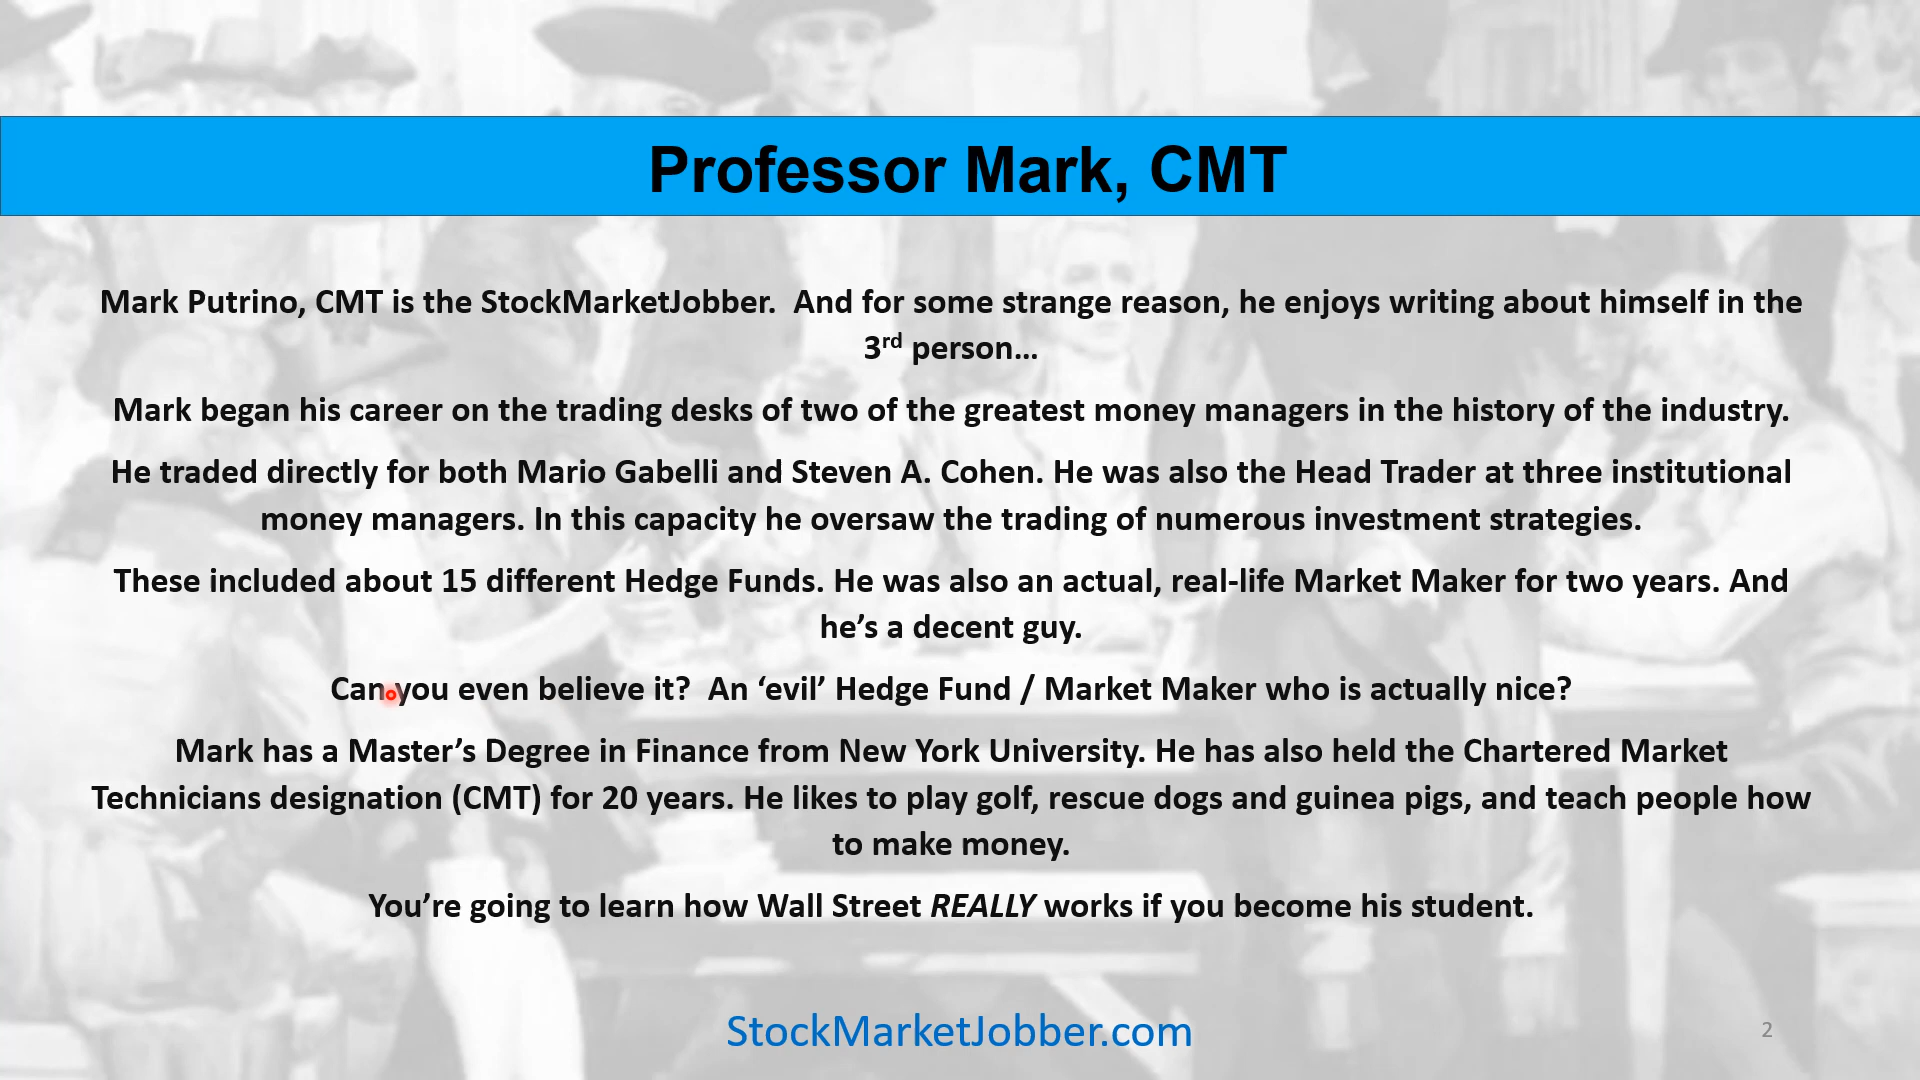 Professor Mark, CMT
Mark Putrino, CMT is the StockMarketJobber.  And for some strange reason, he enjoys writing about himself in the
3rd person…
Mark began his career on the trading desks of two of the greatest money managers in the history of the industry.
He traded directly for both Mario Gabelli and Steven A. Cohen. He was also the Head Trader at three institutional
money managers. In this capacity he oversaw the trading of numerous investment strategies.
These included about 15 different Hedge Funds. He was also an actual, real-life Market Maker for two years. And
he’s a decent guy.
Can you even believe it?  An ‘evil’ Hedge Fund / Market Maker who is actually nice?
Mark has a Master’s Degree in Finance from New York University. He has also held the Chartered Market
Technicians designation (CMT) for 20 years. He likes to play golf, rescue dogs and guinea pigs, and teach people how
to make money.
You’re going to learn how Wall Street REALLY works if you become his student.
StockMarketJobber.com
2